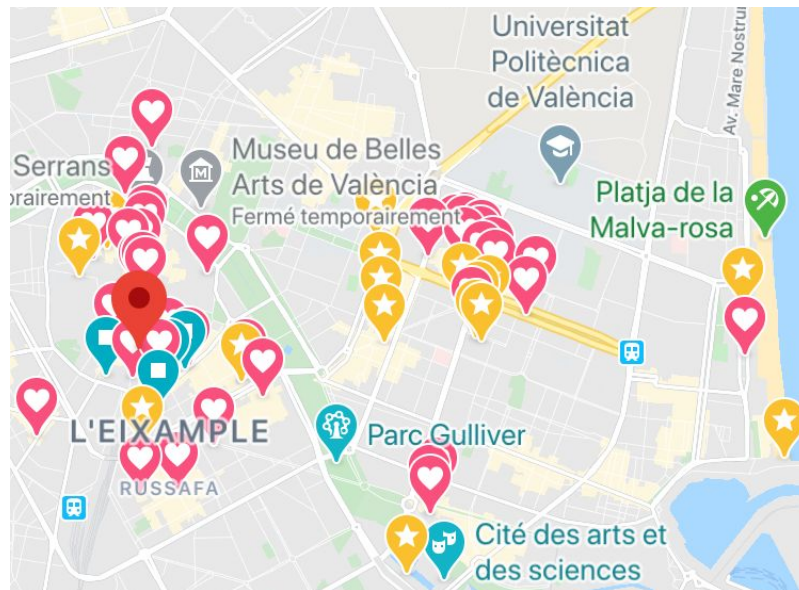 Universitat
Politècnica
de València
Av. Mare Nostrum
Serrans
orairement
Museu de Belles
Arts de València
Fermé temporairement
Platja de la
Malva-rosa
L'EIXAMPLE
Parc Gulliver
RUSSAFA
Cité des arts et
des sciences